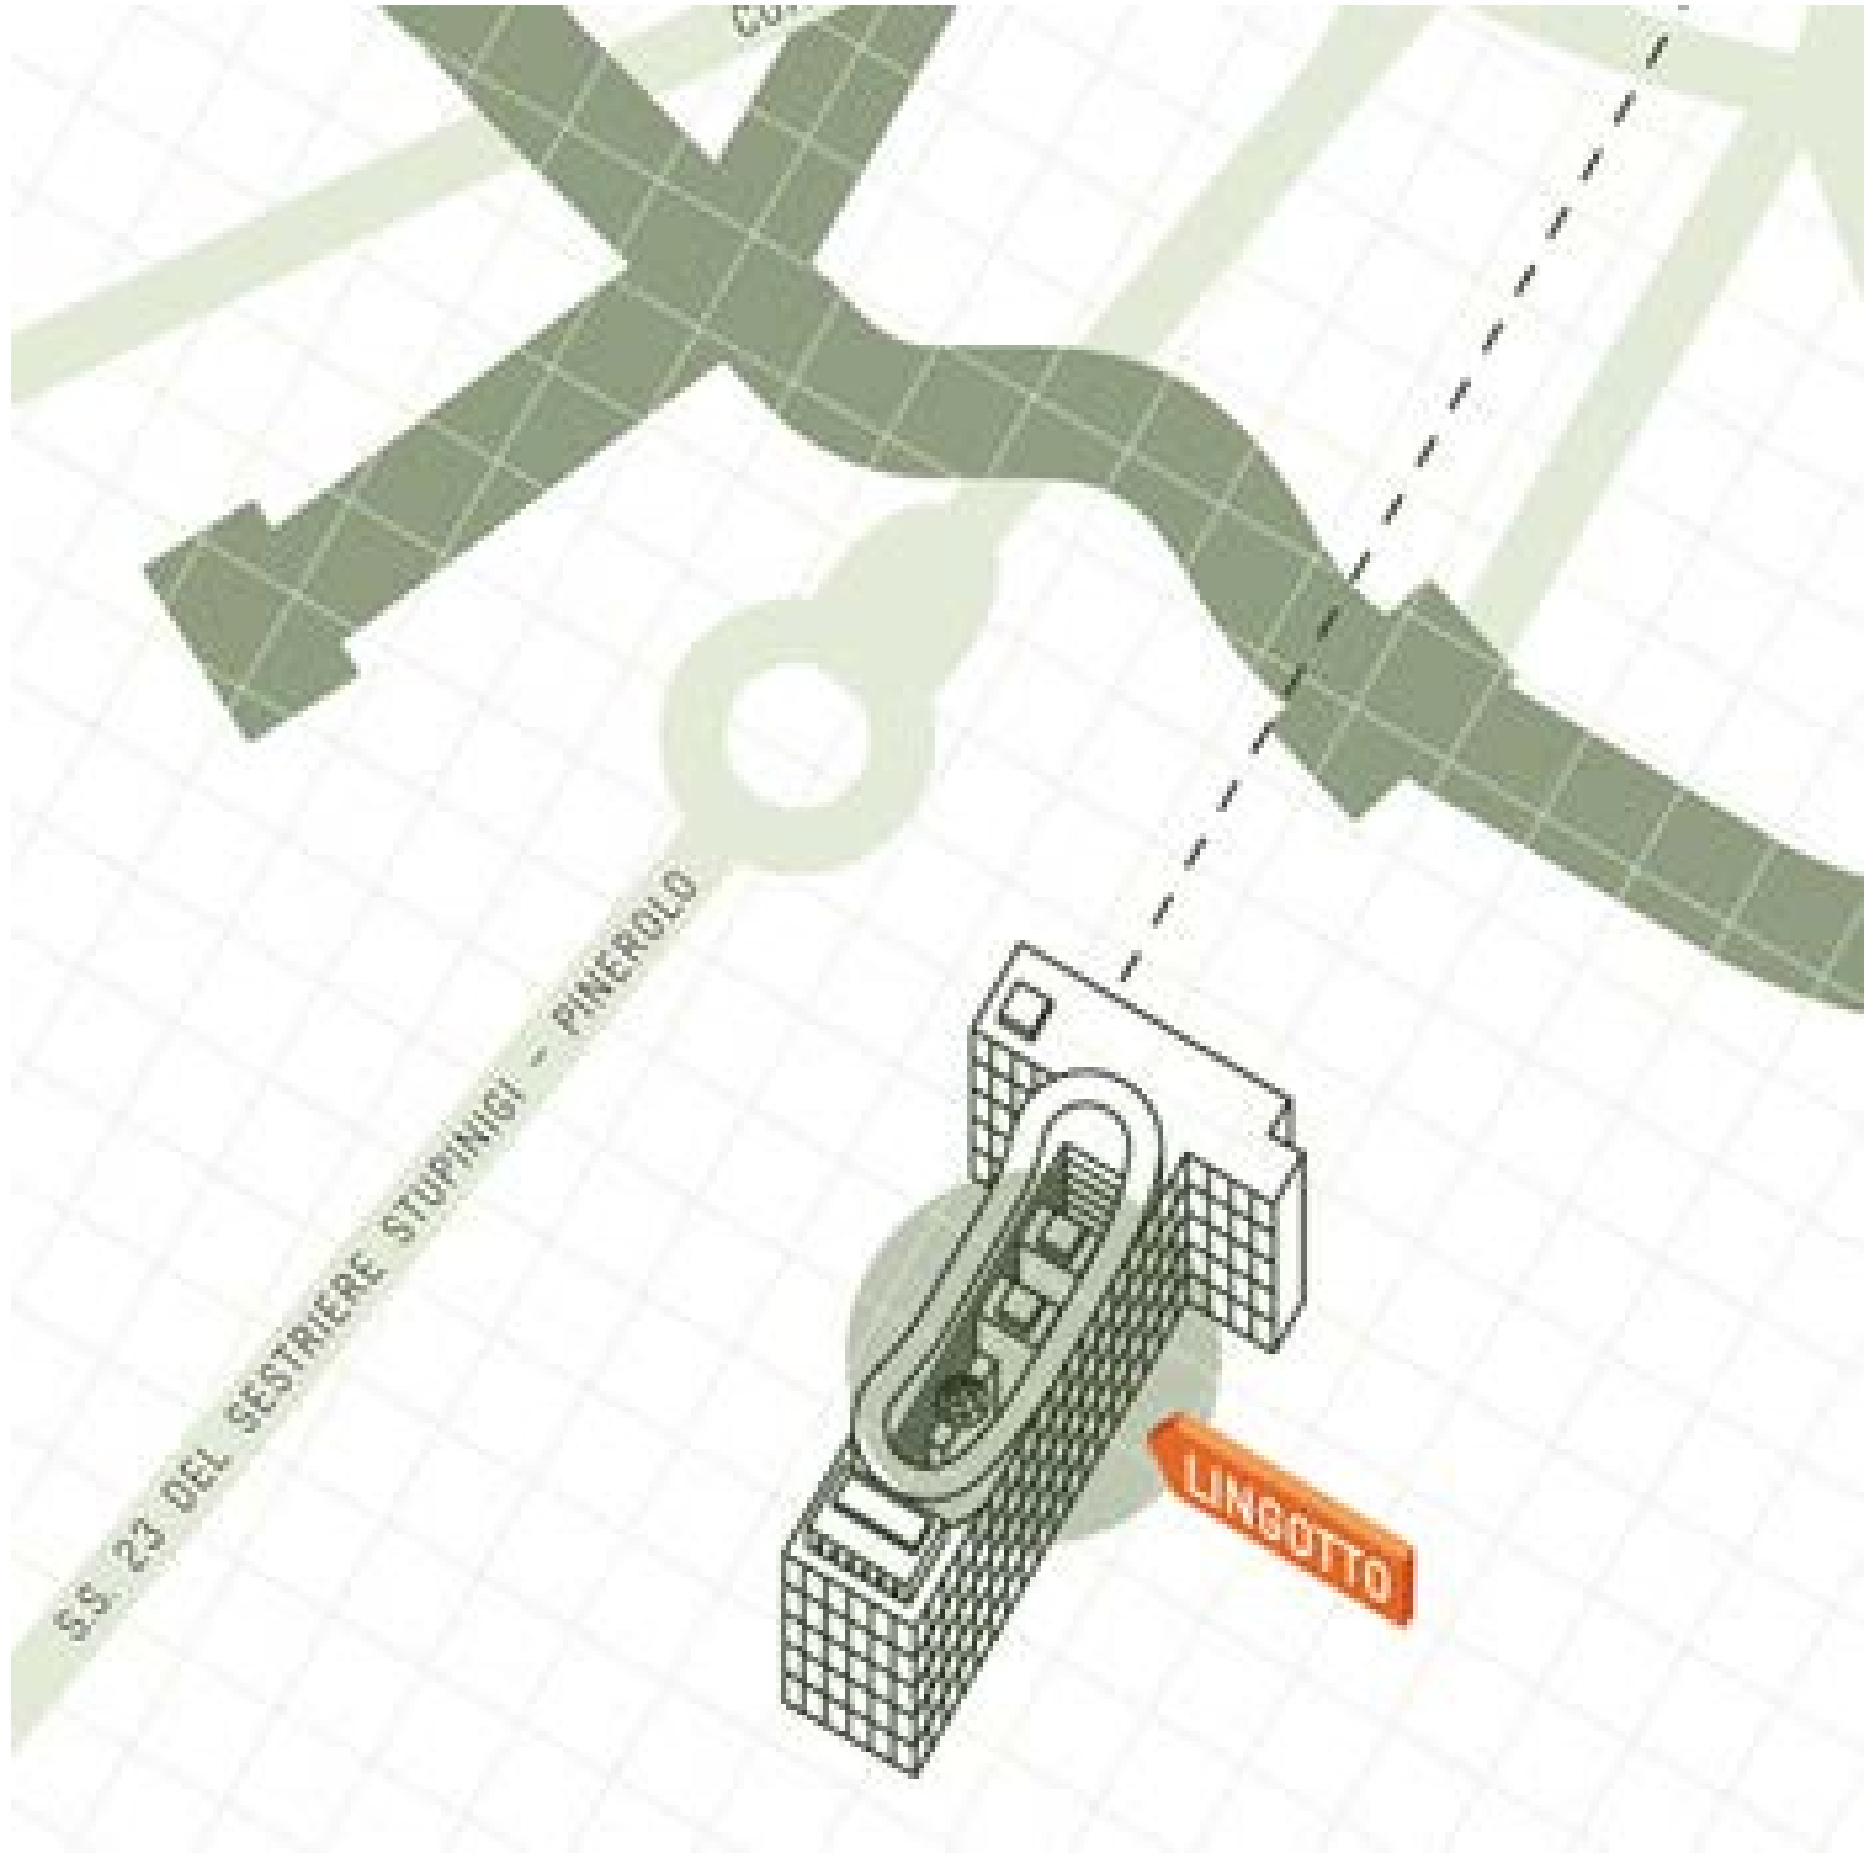 S.S. 23 DEL SESTRIERE STUPINIGI - PINEROLO
LINGOTTO